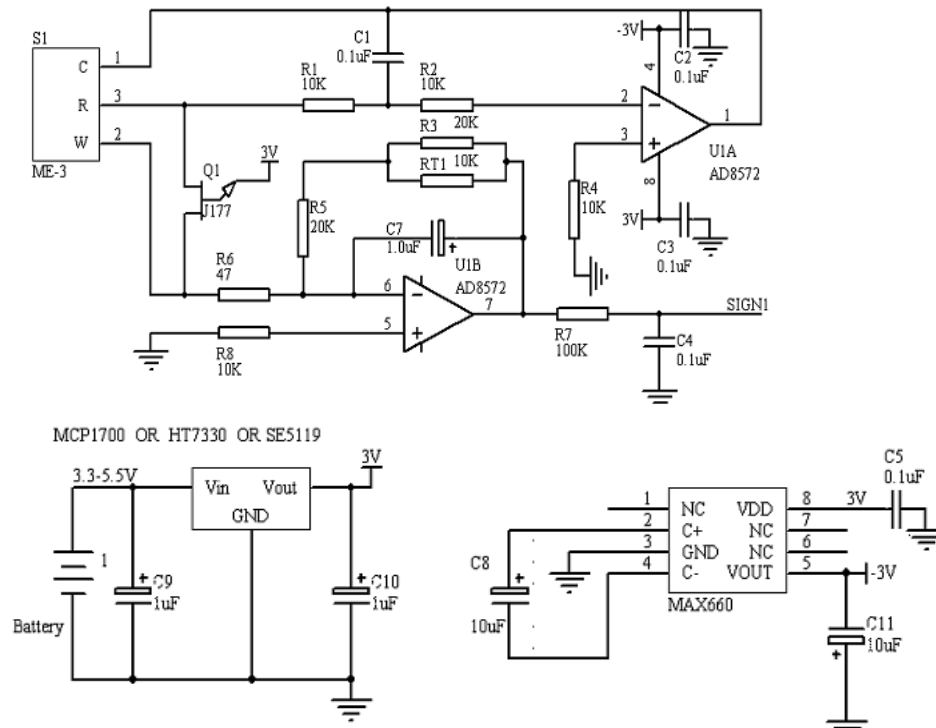 S1
C
R
W
1
3
2
ME-3
C1
0.1uF
R1
10K
R2
10K
-3V
4
C2
0.1uF
2
3
1
8
U1A
AD8572
20K
R3
10K
RT1
R4
10K
3V
C3
0.1uF
Q1
J177
3V
R5
20K
C7
1.0uF
+
U1B
AD8572
R6
47
6
5
7
R8
10K
R7
100K
SIGN1
C4
0.1uF
MCP1700 OR HT7330 OR SE5119
3.3-5.5V
Vin Vout
GND
3V
1
Battery
+
C9
1uF
+
C10
1uF
C5
0.1uF
1 NC VDD 8 3V
2 C+ NC 7
3 GND NC 6
4 C- VOUT 5 -3V
MAX660
C8
+
10uF
C11
10uF
+